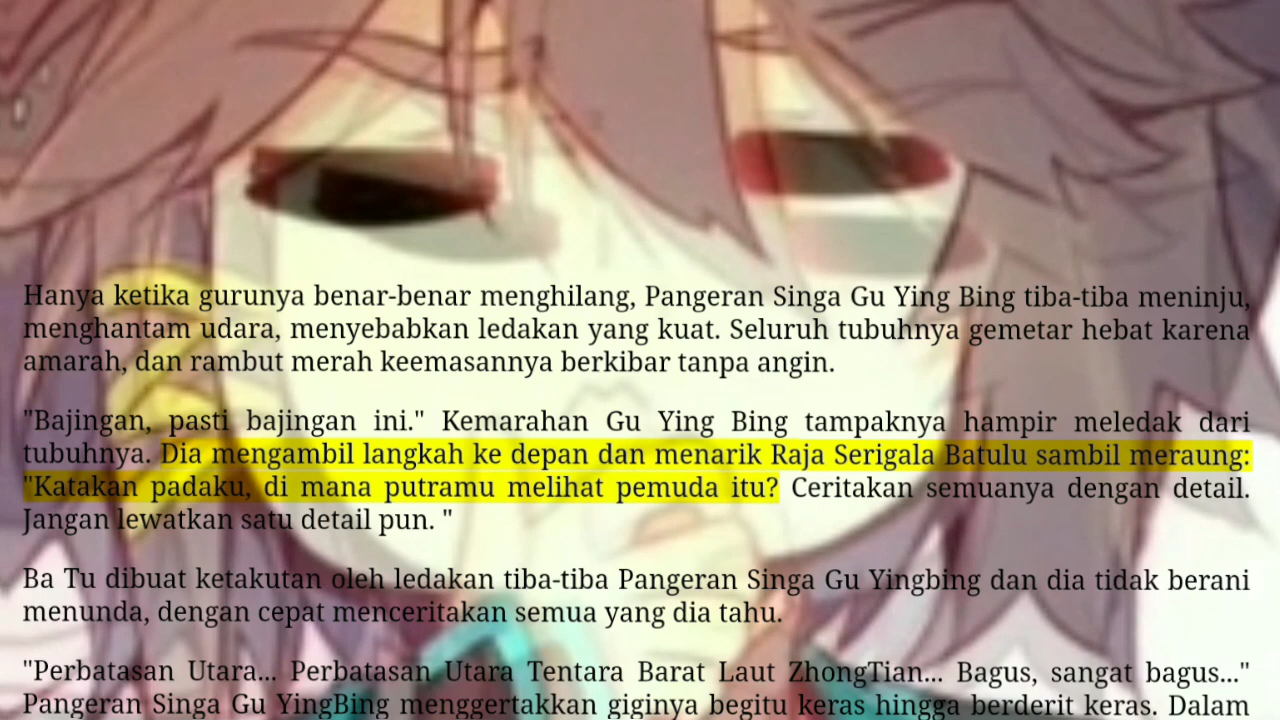 Hanya ketika gurunya benar-benar menghilang, Pangeran Singa Gu Ying Bing tiba-tiba meninju,
menghantam udara, menyebabkan ledakan yang kuat. Seluruh tubuhnya gemetar hebat karena
amarah, dan rambut merah keemasannya berkibar tanpa angin.
"Bajingan, pasti bajingan ini." Kemarahan Gu Ying Bing tampaknya hampir meledak dari
tubuhnya. Dia mengambil langkah ke depan dan menarik Raja Serigala Batulu sambil meraung:
"Katakan padaku, di mana putramu melihat pemuda itu? Ceritakan semuanya dengan detail.
Jangan lewatkan satu detail pun. "
Ba Tu dibuat ketakutan oleh ledakan tiba-tiba Pangeran Singa Gu Yingbing dan dia tidak berani
menunda, dengan cepat menceritakan semua yang dia tahu.
"Perbatasan Utara... Perbatasan Utara Tentara Barat Laut ZhongTian... Bagus, sangat bagus..."
Pangeran Singa Gu YingBing menggertakkan giginya begitu keras hingga berderit keras. Dalam